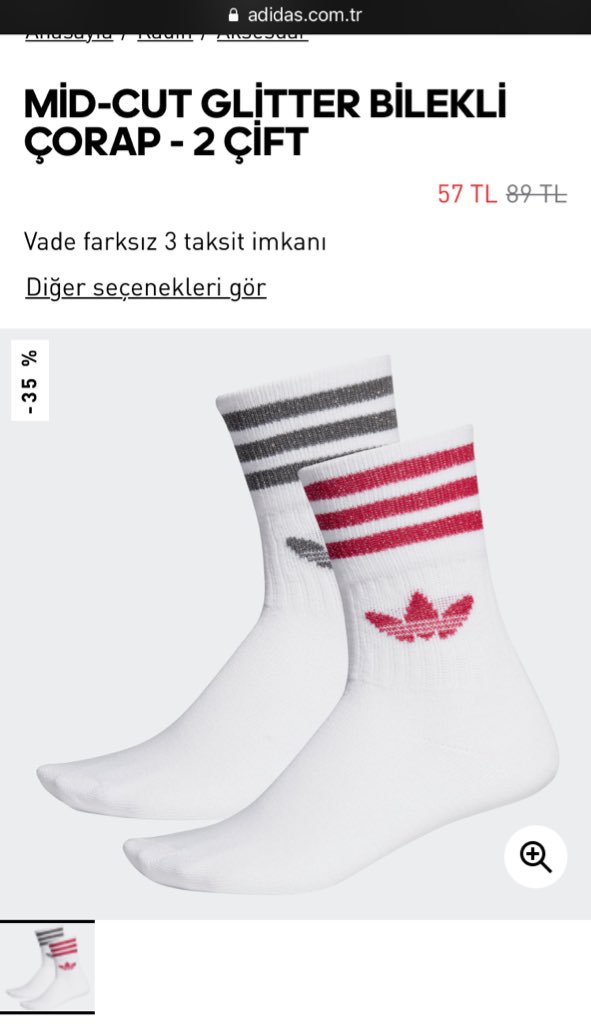 adidas.com.tr
Anasayfa / Kadın / Aksesuar
MİD-CUT GLİTTER BİLEKLİ
ÇORAP - 2 ÇİFT
57 TL 89 TL
Vade farksız 3 taksit imkanı
Diğer seçenekleri gör
-35 %